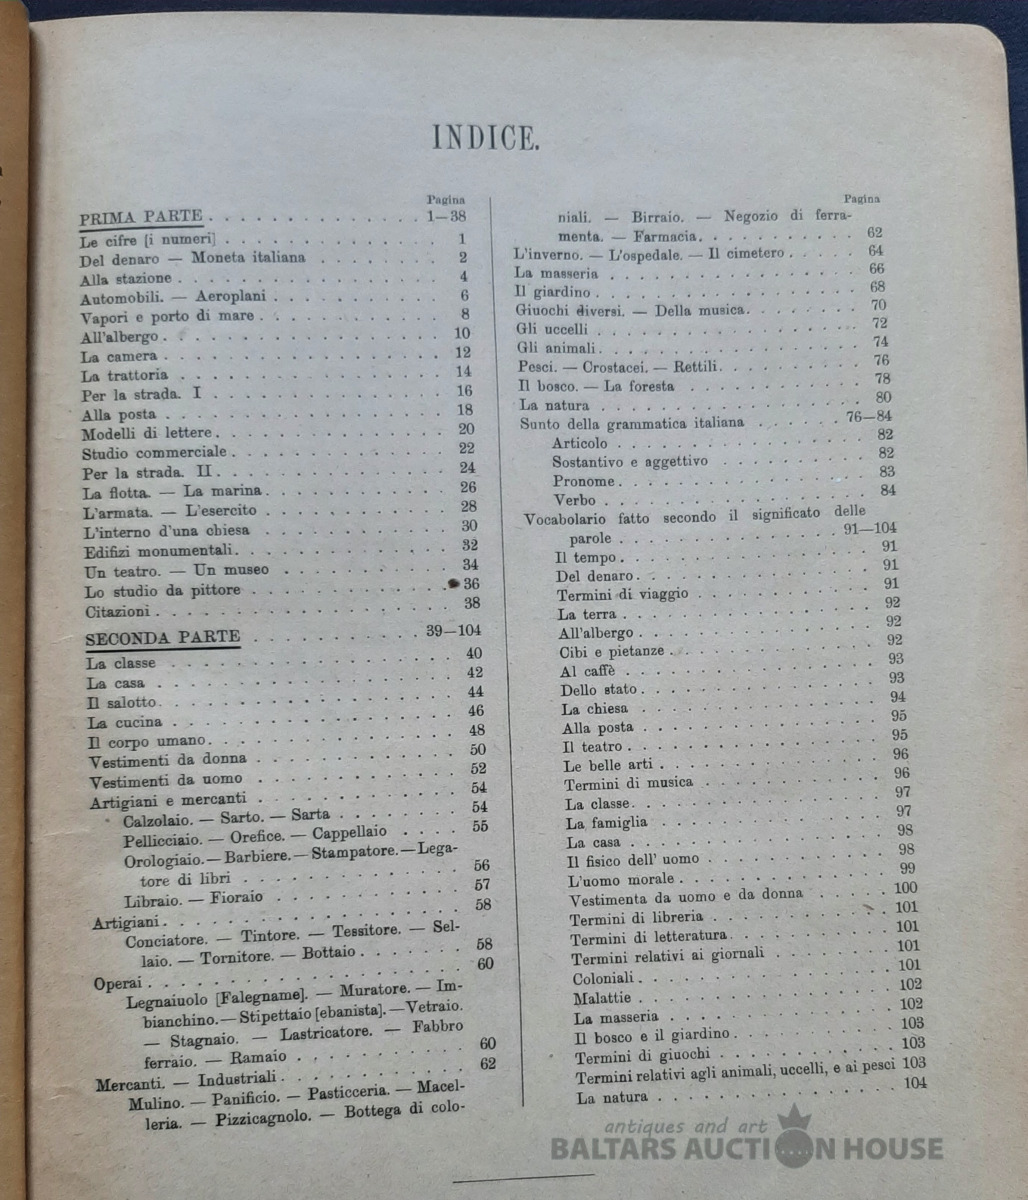 INDICE.
Pagina
PRIMA PARTE . . . . . . . . . . . . . . 1—38
Le cifre [i numeri] . . . . . . . . . . . . 1
Del denaro — Moneta italiana . . . . . . . 2
Alla stazione . . . . . . . . . . . . . . 4
Automobili. — Aeroplani . . . . . . . . . 6
Vapori e porto di mare . . . . . . . . . . 8
All'albergo . . . . . . . . . . . . . . . 10
La camera . . . . . . . . . . . . . . . . 12
La trattoria . . . . . . . . . . . . . . 14
Per la strada. I . . . . . . . . . . . . 16
Alla posta . . . . . . . . . . . . . . . 18
Modelli di lettere . . . . . . . . . . . . 20
Studio commerciale . . . . . . . . . . . . 22
Per la strada. II . . . . . . . . . . . . 24
La flotta. — La marina . . . . . . . . . . 26
L'armata. — L'esercito . . . . . . . . . . 28
L'interno d'una chiesa . . . . . . . . . . 30
Edifizi monumentali . . . . . . . . . . . 32
Un teatro. — Un museo . . . . . . . . . . 34
Lo studio da pittore . . . . . . . . . . . 36
Citazioni . . . . . . . . . . . . . . . . 38
SECONDA PARTE . . . . . . . . . . . 39—104
La classe . . . . . . . . . . . . . . . . 40
La casa . . . . . . . . . . . . . . . . . 42
Il salotto . . . . . . . . . . . . . . . . 44
La cucina . . . . . . . . . . . . . . . . 46
Il corpo umano . . . . . . . . . . . . . . 48
Vestimenti da donna . . . . . . . . . . . 50
Vestimenti da uomo . . . . . . . . . . . . 52
Artigiani e mercanti . . . . . . . . . . . 54
Calzolaio. — Sarto. — Sarta . . . . . . . 54
Pellicciaio. — Orefice. — Cappellaio . . . . 55
Orologiaio. — Barbiere. — Stampatore. — Lega-
tore di libri . . . . . . . . . . . . . . 56
Libraio. — Fioraio . . . . . . . . . . . . 57
Artigiani . . . . . . . . . . . . . . . . 58
Conciatore. — Tintore. — Tessitore. — Sel-
laio. — Tornitore. — Bottaio . . . . . . . 58
Operai . . . . . . . . . . . . . . . . . 60
Legnaiuolo [Falegname]. — Muratore. — Im-
bianchino. — Stipettaio [ebanista]. — Vetraio.
— Stagnaio. — Lastricatore. — Fabbro
ferraio. — Ramaio . . . . . . . . . . . . 60
Mercanti. — Industriali . . . . . . . . . . 62
Mulino. — Panificio. — Pasticceria. — Macel-
leria. — Pizzicagnolo. — Bottega di colo-
Pagina
niali. — Birraio. — Negozio di ferra-
menta. — Farmacia . . . . . . . . . . . . 62
L'inverno. — L'ospedale. — Il cimetero . . . . 64
La masseria . . . . . . . . . . . . . . . 66
Il giardino . . . . . . . . . . . . . . . 68
Giuochi diversi. — Della musica . . . . . . 70
Gli uccelli . . . . . . . . . . . . . . . 72
Gli animali . . . . . . . . . . . . . . . 74
Pesci. — Crostacei. — Rettili . . . . . . . 76
Il bosco. — La foresta . . . . . . . . . . 78
La natura . . . . . . . . . . . . . . . . 80
Sunto della grammatica italiana . . . . . . 76—84
Articolo . . . . . . . . . . . . . . . . 82
Sostantivo e aggettivo . . . . . . . . . . 82
Pronome . . . . . . . . . . . . . . . . . 83
Verbo . . . . . . . . . . . . . . . . . . 84
Vocabolario fatto secondo il significato delle
parole . . . . . . . . . . . . . . . 91—104
Il tempo . . . . . . . . . . . . . . . . 91
Del denaro . . . . . . . . . . . . . . . 91
Termini di viaggio . . . . . . . . . . . . 91
La terra . . . . . . . . . . . . . . . . 92
All'albergo . . . . . . . . . . . . . . . 92
Cibi e pietanze . . . . . . . . . . . . . 92
Al caffè . . . . . . . . . . . . . . . . 93
Dello stato . . . . . . . . . . . . . . . 93
La chiesa . . . . . . . . . . . . . . . . 94
Alla posta . . . . . . . . . . . . . . . 95
Il teatro . . . . . . . . . . . . . . . . 95
Le belle arti . . . . . . . . . . . . . . 96
Termini di musica . . . . . . . . . . . . 96
La classe . . . . . . . . . . . . . . . . 97
La famiglia . . . . . . . . . . . . . . . 97
La casa . . . . . . . . . . . . . . . . . 98
Il fisico dell' uomo . . . . . . . . . . . 98
L'uomo morale . . . . . . . . . . . . . . 99
Vestimenta da uomo e da donna . . . . . . 100
Termini di libreria . . . . . . . . . . . 101
Termini di letteratura . . . . . . . . . . 101
Termini relativi ai giornali . . . . . . . 101
Coloniali . . . . . . . . . . . . . . . . 101
Malattie . . . . . . . . . . . . . . . . 102
La masseria . . . . . . . . . . . . . . . 102
Il bosco e il giardino . . . . . . . . . . 103
Termini di giuochi . . . . . . . . . . . . 103
Termini relativi agli animali, uccelli, e ai pesci 103
La natura . . . . . . . . . . . . . . . . 104
antiques and art
BALTARS AUCTION HOUSE